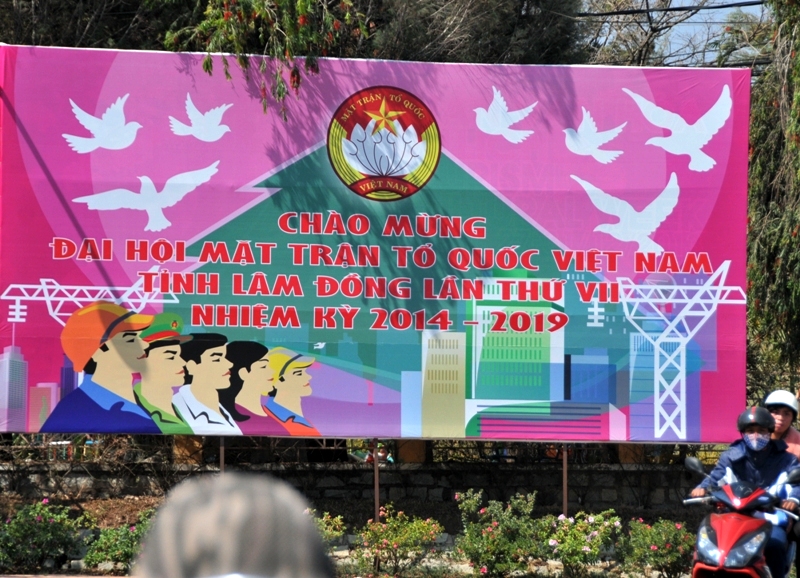 MẶT TRẬN TỔ QUỐC
VIỆT NAM
CHÀO MỪNG
ĐẠI HỘI MẶT TRẬN TỔ QUỐC VIỆT NAM
TỈNH LÂM ĐỒNG LẦN THỨ VII
NHIỆM KỲ 2014 - 2019